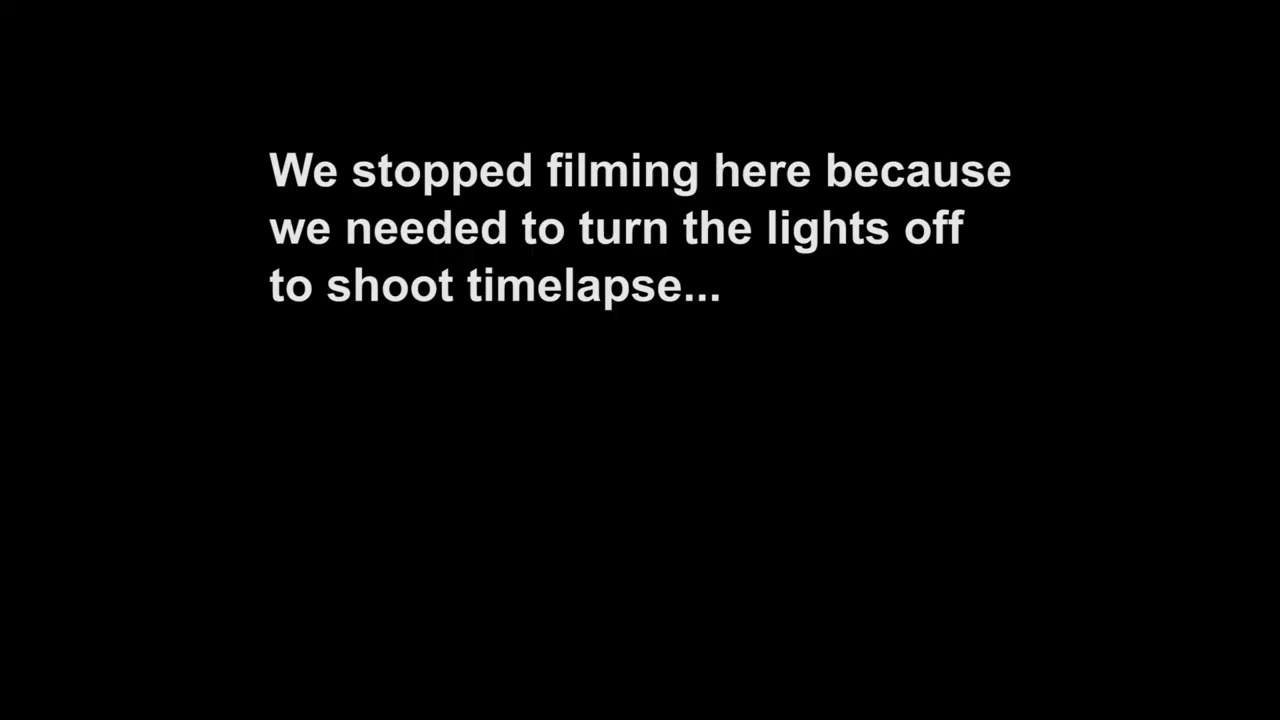 We stopped filming here because
we needed to turn the lights off
to shoot timelapse...